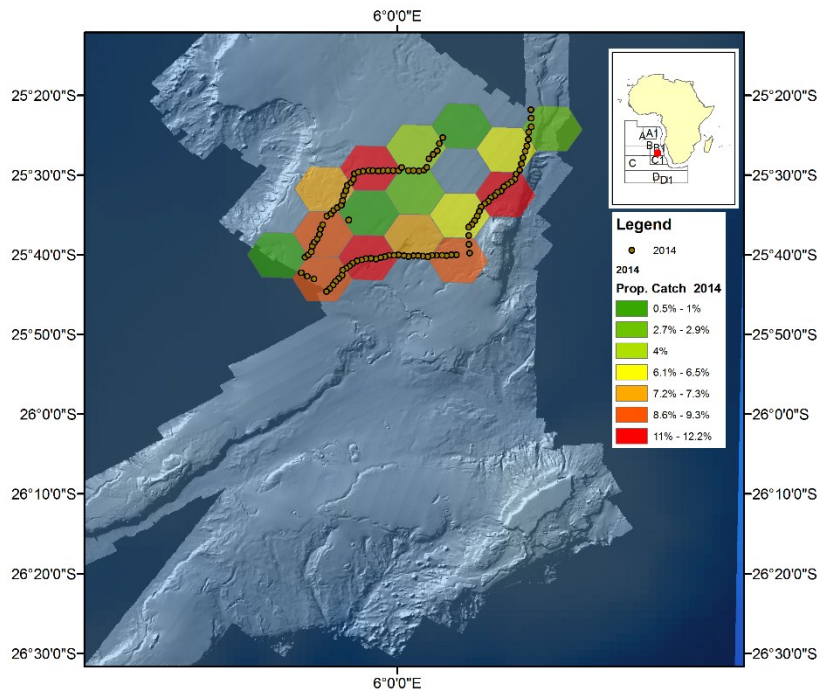 6°0'0"E
25°20'0"S
25°30'0"S
25°40'0"S
25°50'0"S
26°0'0"S
26°10'0"S
26°20'0"S
26°30'0"S
25°20'0"S
25°30'0"S
25°40'0"S
25°50'0"S
26°0'0"S
26°10'0"S
26°20'0"S
26°30'0"S
6°0'0"E
A A1
B B1
C C1
D D1
Legend
2014
2014
Prop. Catch 2014
0.5% - 1%
2.7% - 2.9%
4%
6.1% - 6.5%
7.2% - 7.3%
8.6% - 9.3%
11% - 12.2%